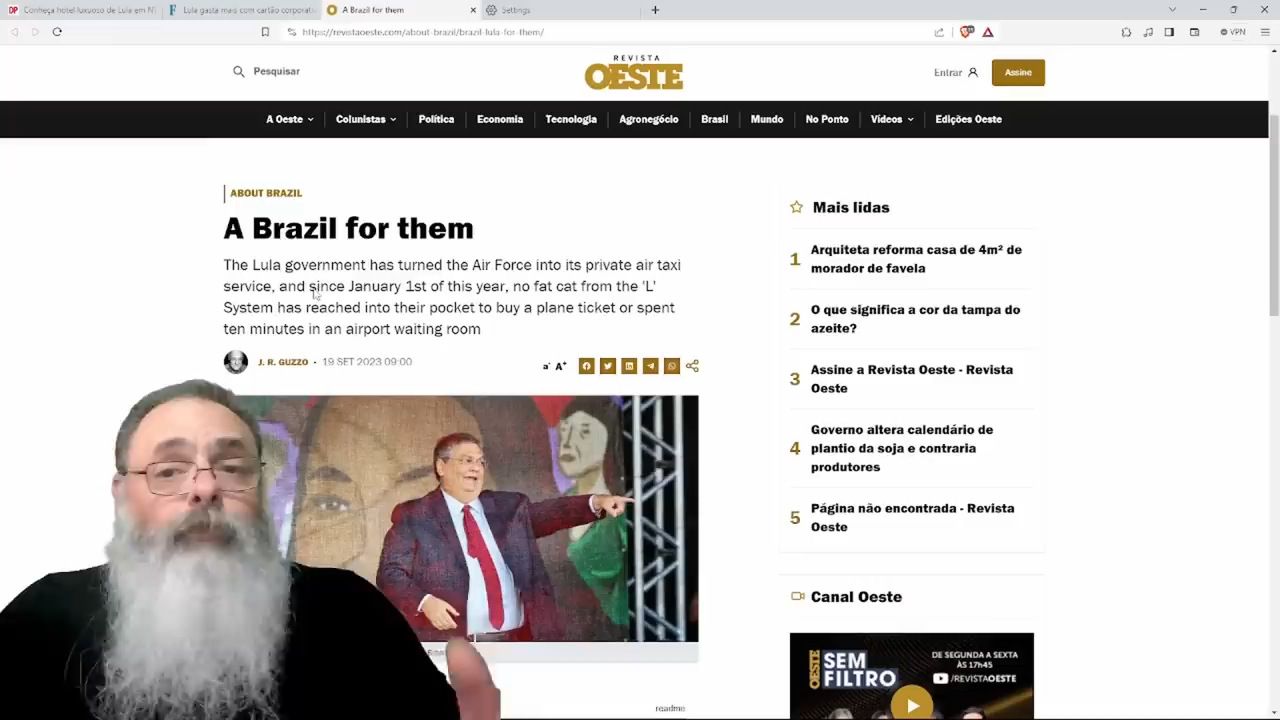 Conheça hotel luxuoso de Lula em N
Lula gasta mais com cartão corporati
A Brazil for them
Settings
https://revistaoeste.com/about-brazil/brazil-lula-for-them/
VPN
Pesquisar
REVISTA
OESTE
Entrar
Assine
A Oeste
Colunistas
Política
Economia
Tecnologia
Agronegócio
Brasil
Mundo
No Ponto
Vídeos
Edições Oeste
ABOUT BRAZIL
A Brazil for them
The Lula government has turned the Air Force into its private air taxi
service, and since January 1st of this year, no fat cat from the 'L'
System has reached into their pocket to buy a plane ticket or spent
ten minutes in an airport waiting room
J. R. GUZZO • 19 SET 2023 09:00
a- A+
readme
Mais lidas
1 Arquiteta reforma casa de 4m² de
morador de favela
2 O que significa a cor da tampa do
azeite?
3 Assine a Revista Oeste - Revista
Oeste
4 Governo altera calendário de
plantio da soja e contraria
produtores
5 Página não encontrada - Revista
Oeste
Canal Oeste
OESTE
SEM
FILTRO
DE SEGUNDA A SEXTA
ÀS 17h45
/REVISTAOESTE